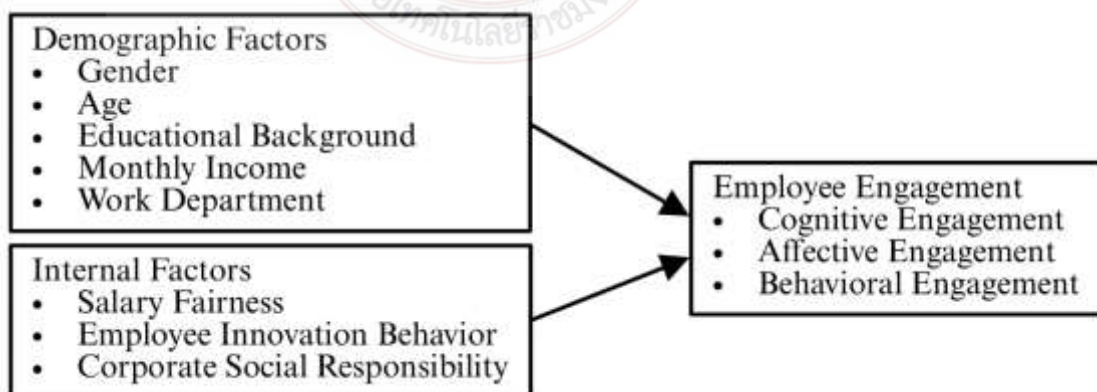 Demographic Factors
• Gender
• Age
• Educational Background
• Monthly Income
• Work Department
Internal Factors
• Salary Fairness
• Employee Innovation Behavior
• Corporate Social Responsibility
Employee Engagement
• Cognitive Engagement
• Affective Engagement
• Behavioral Engagement